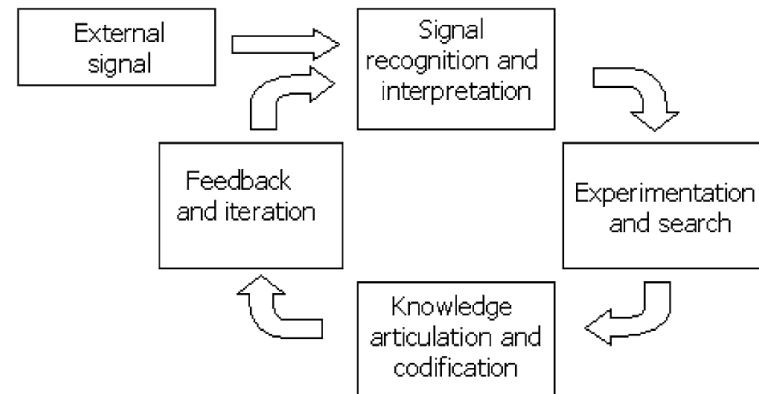 External
signal
Signal
recognition and
interpretation
Feedback
and iteration
Experimentation
and search
Knowledge
articulation and
codification